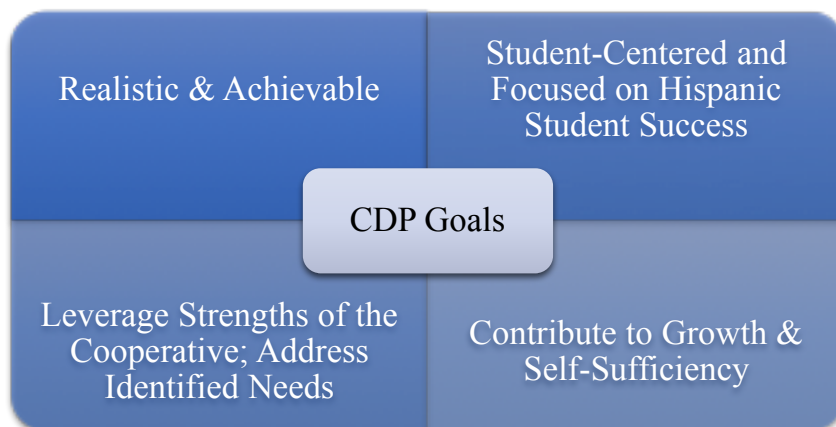 Realistic & Achievable
Student-Centered and
Focused on Hispanic
Student Success
CDP Goals
Leverage Strengths of the
Cooperative; Address
Identified Needs
Contribute to Growth &
Self-Sufficiency